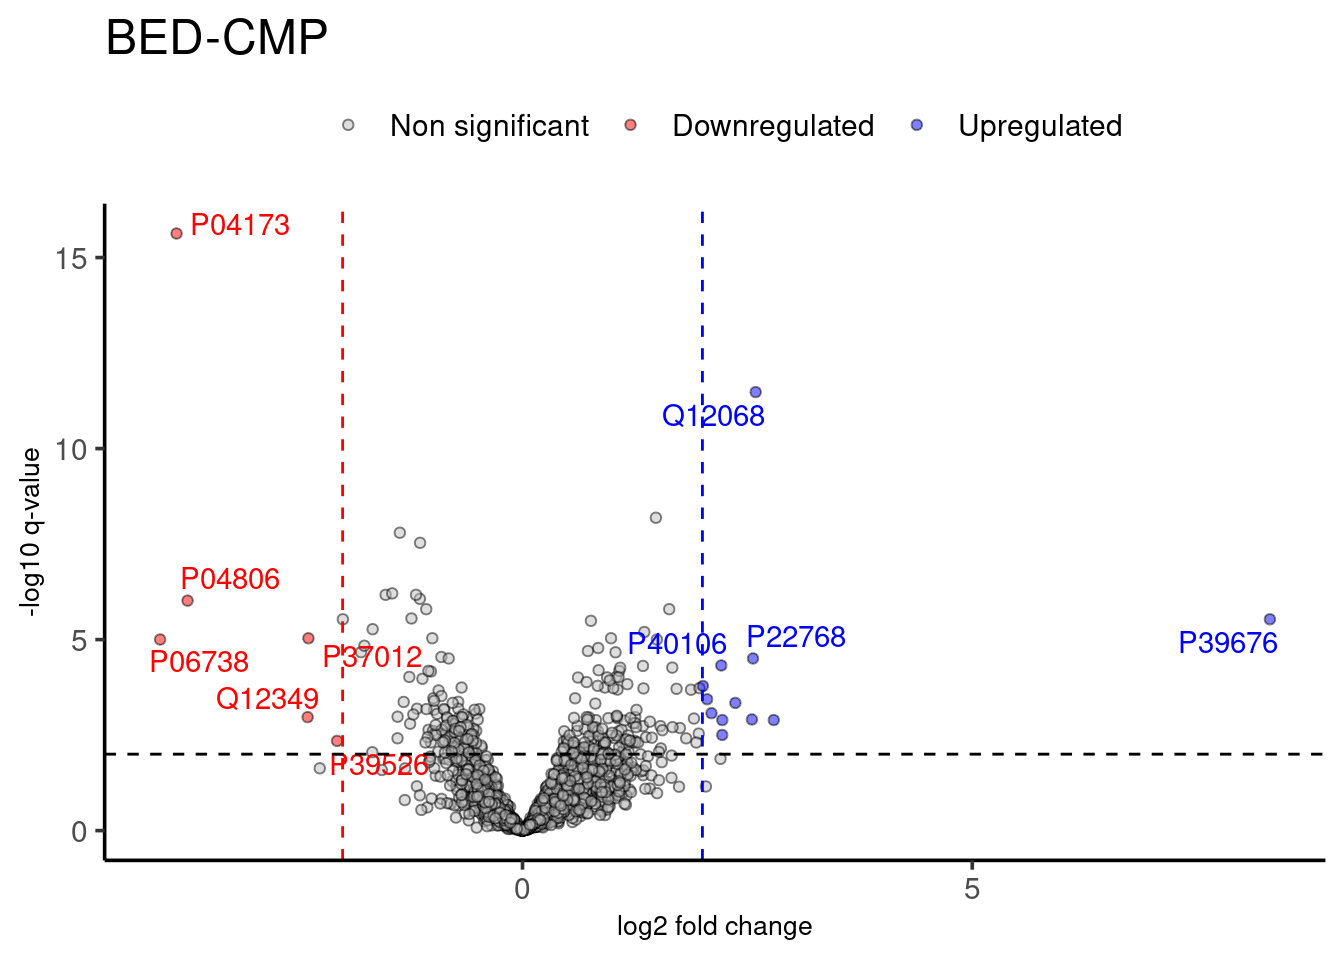 BED-CMP
Non significant Downregulated Upregulated
P04173
15
Q12068
10
P04806
P40106 P22768
5
P39676
P37012
P06738
Q12349
P39526
0
0 5
log2 fold change
-log10 q-value